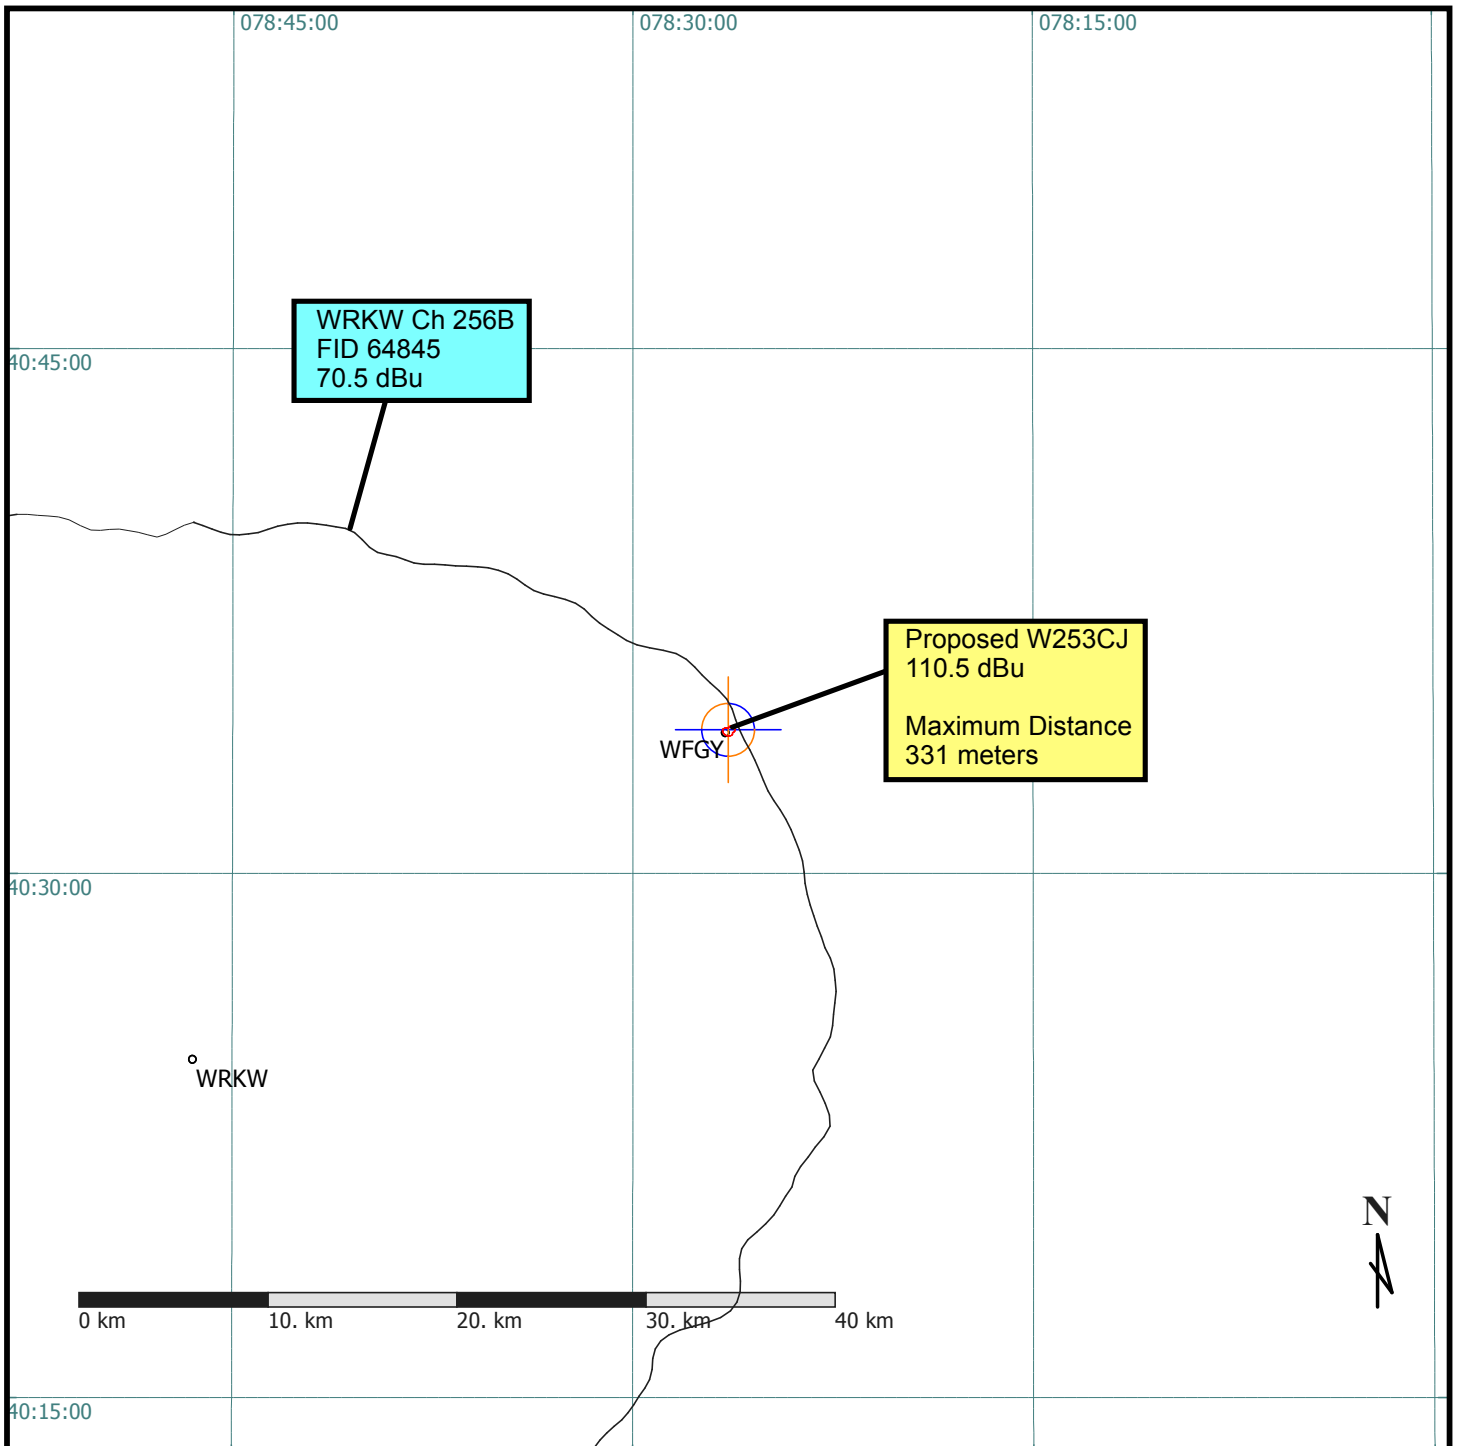 078:45:00
078:30:00
078:15:00
WRKW Ch 256B
FID 64845
70.5 dBu
40:45:00
Proposed W253CJ
110.5 dBu
Maximum Distance
331 meters
WFGY
40:30:00
WRKW
N
0 km
10. km
20. km
30. km
40 km
40:15:00